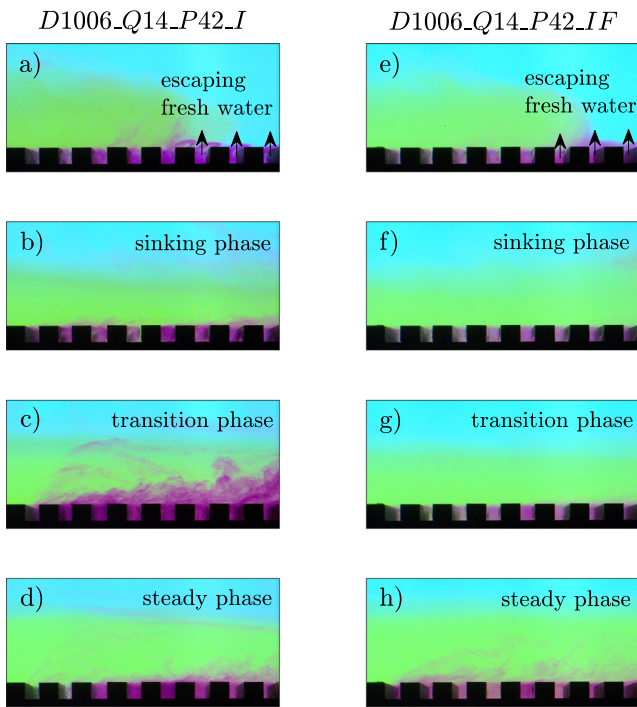 D1006_Q14_P42_I
a)
escaping
fresh water
b)
sinking phase
c)
transition phase
d)
steady phase
D1006_Q14_P42_IF
e)
escaping
fresh water
f)
sinking phase
g)
transition phase
h)
steady phase